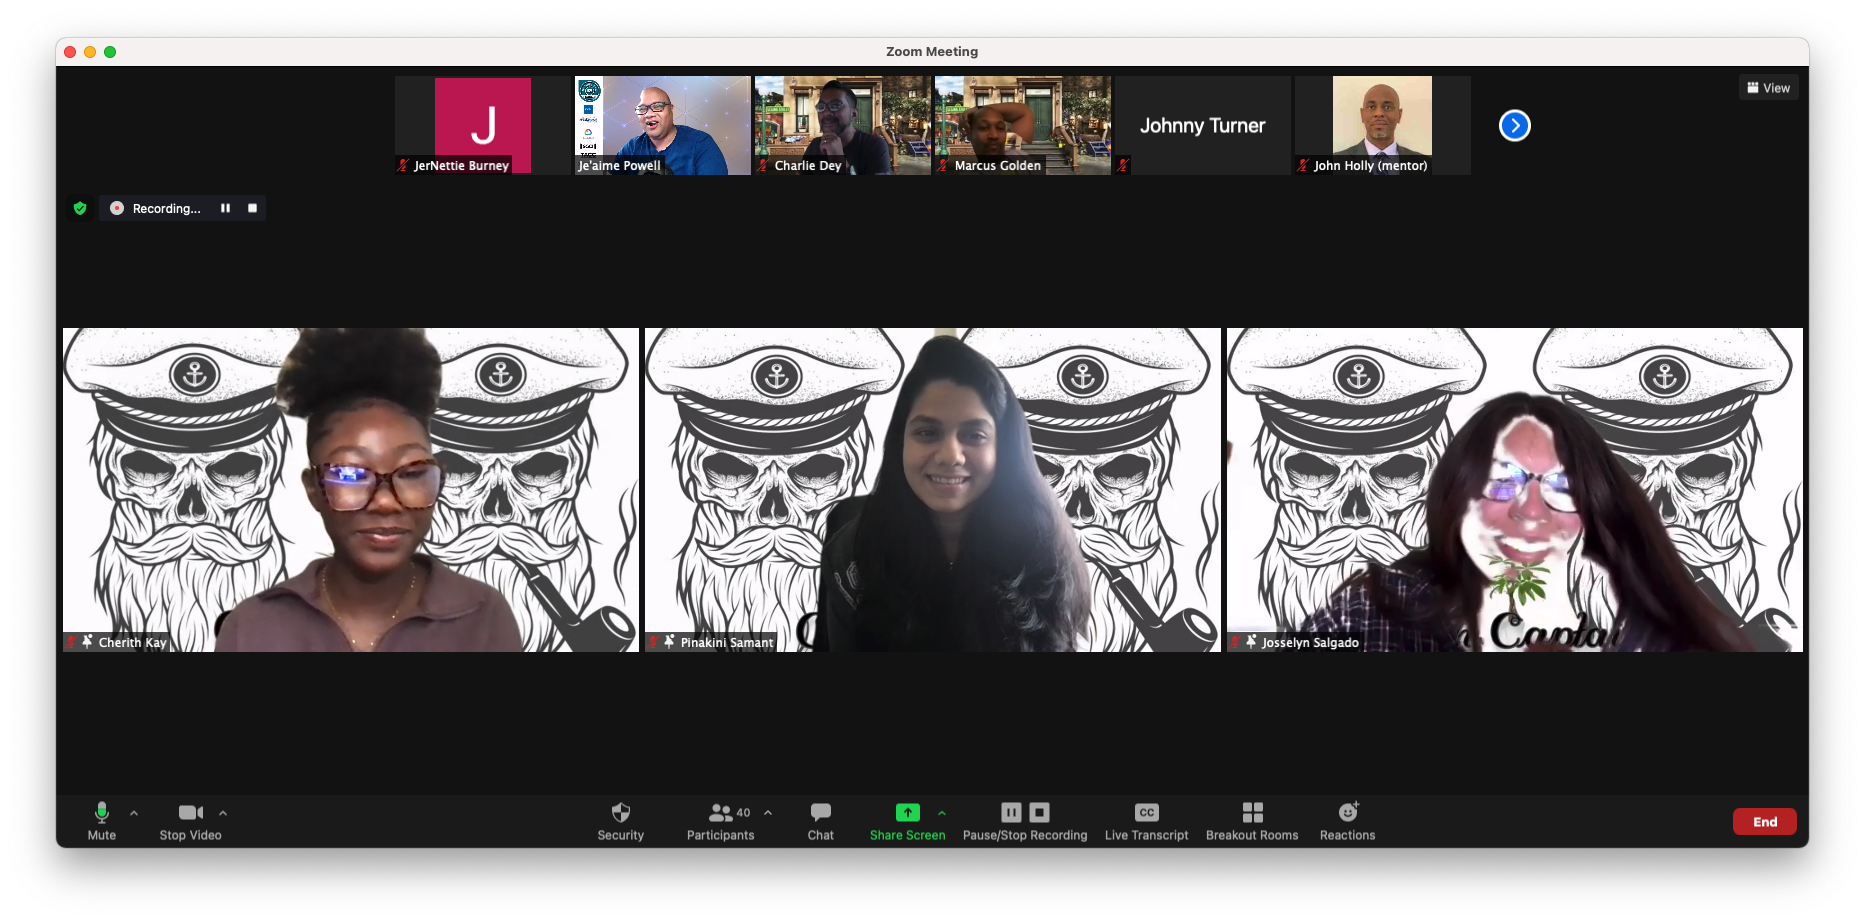 Zoom Meeting
View
J
JerNettie Burney
Je'aime Powell
Charlie Dey
Marcus Golden
Johnny Turner
John Holly (mentor)
Recording...
Cherith Kay
Pinakini Samant
Josselyn Salgado
Captai
Mute
Stop Video
Security
40
Participants
Chat
Share Screen
Pause/Stop Recording
CC
Live Transcript
Breakout Rooms
Reactions
End